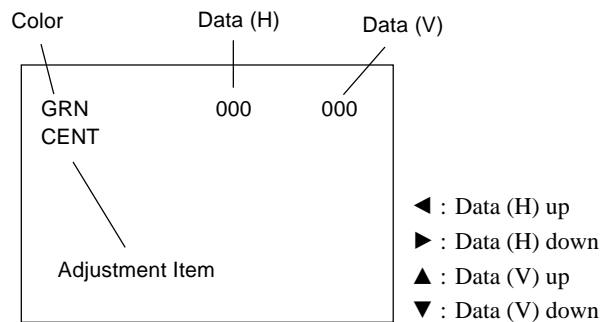 Color Data (H) Data (V)
GRN 000 000
CENT
Adjustment Item
◀ : Data (H) up
▶ : Data (H) down
▲ : Data (V) up
▼ : Data (V) down